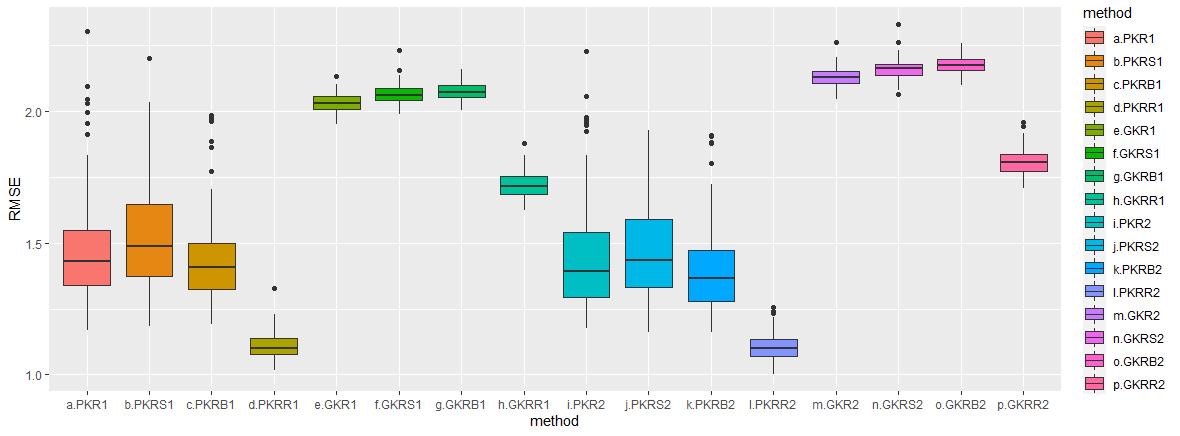 RMSE
2.0
1.5
1.0
a.PKR1 b.PKRS1 c.PKRB1 d.PKRR1 e.GKR1 f.GKRS1 g.GKRB1 h.GKRR1 i.PKR2 j.PKRS2 k.PKRB2 l.PKRR2 m.GKR2 n.GKRS2 o.GKRB2 p.GKRR2
method
method
a.PKR1
b.PKRS1
c.PKRB1
d.PKRR1
e.GKR1
f.GKRS1
g.GKRB1
h.GKRR1
i.PKR2
j.PKRS2
k.PKRB2
l.PKRR2
m.GKR2
n.GKRS2
o.GKRB2
p.GKRR2